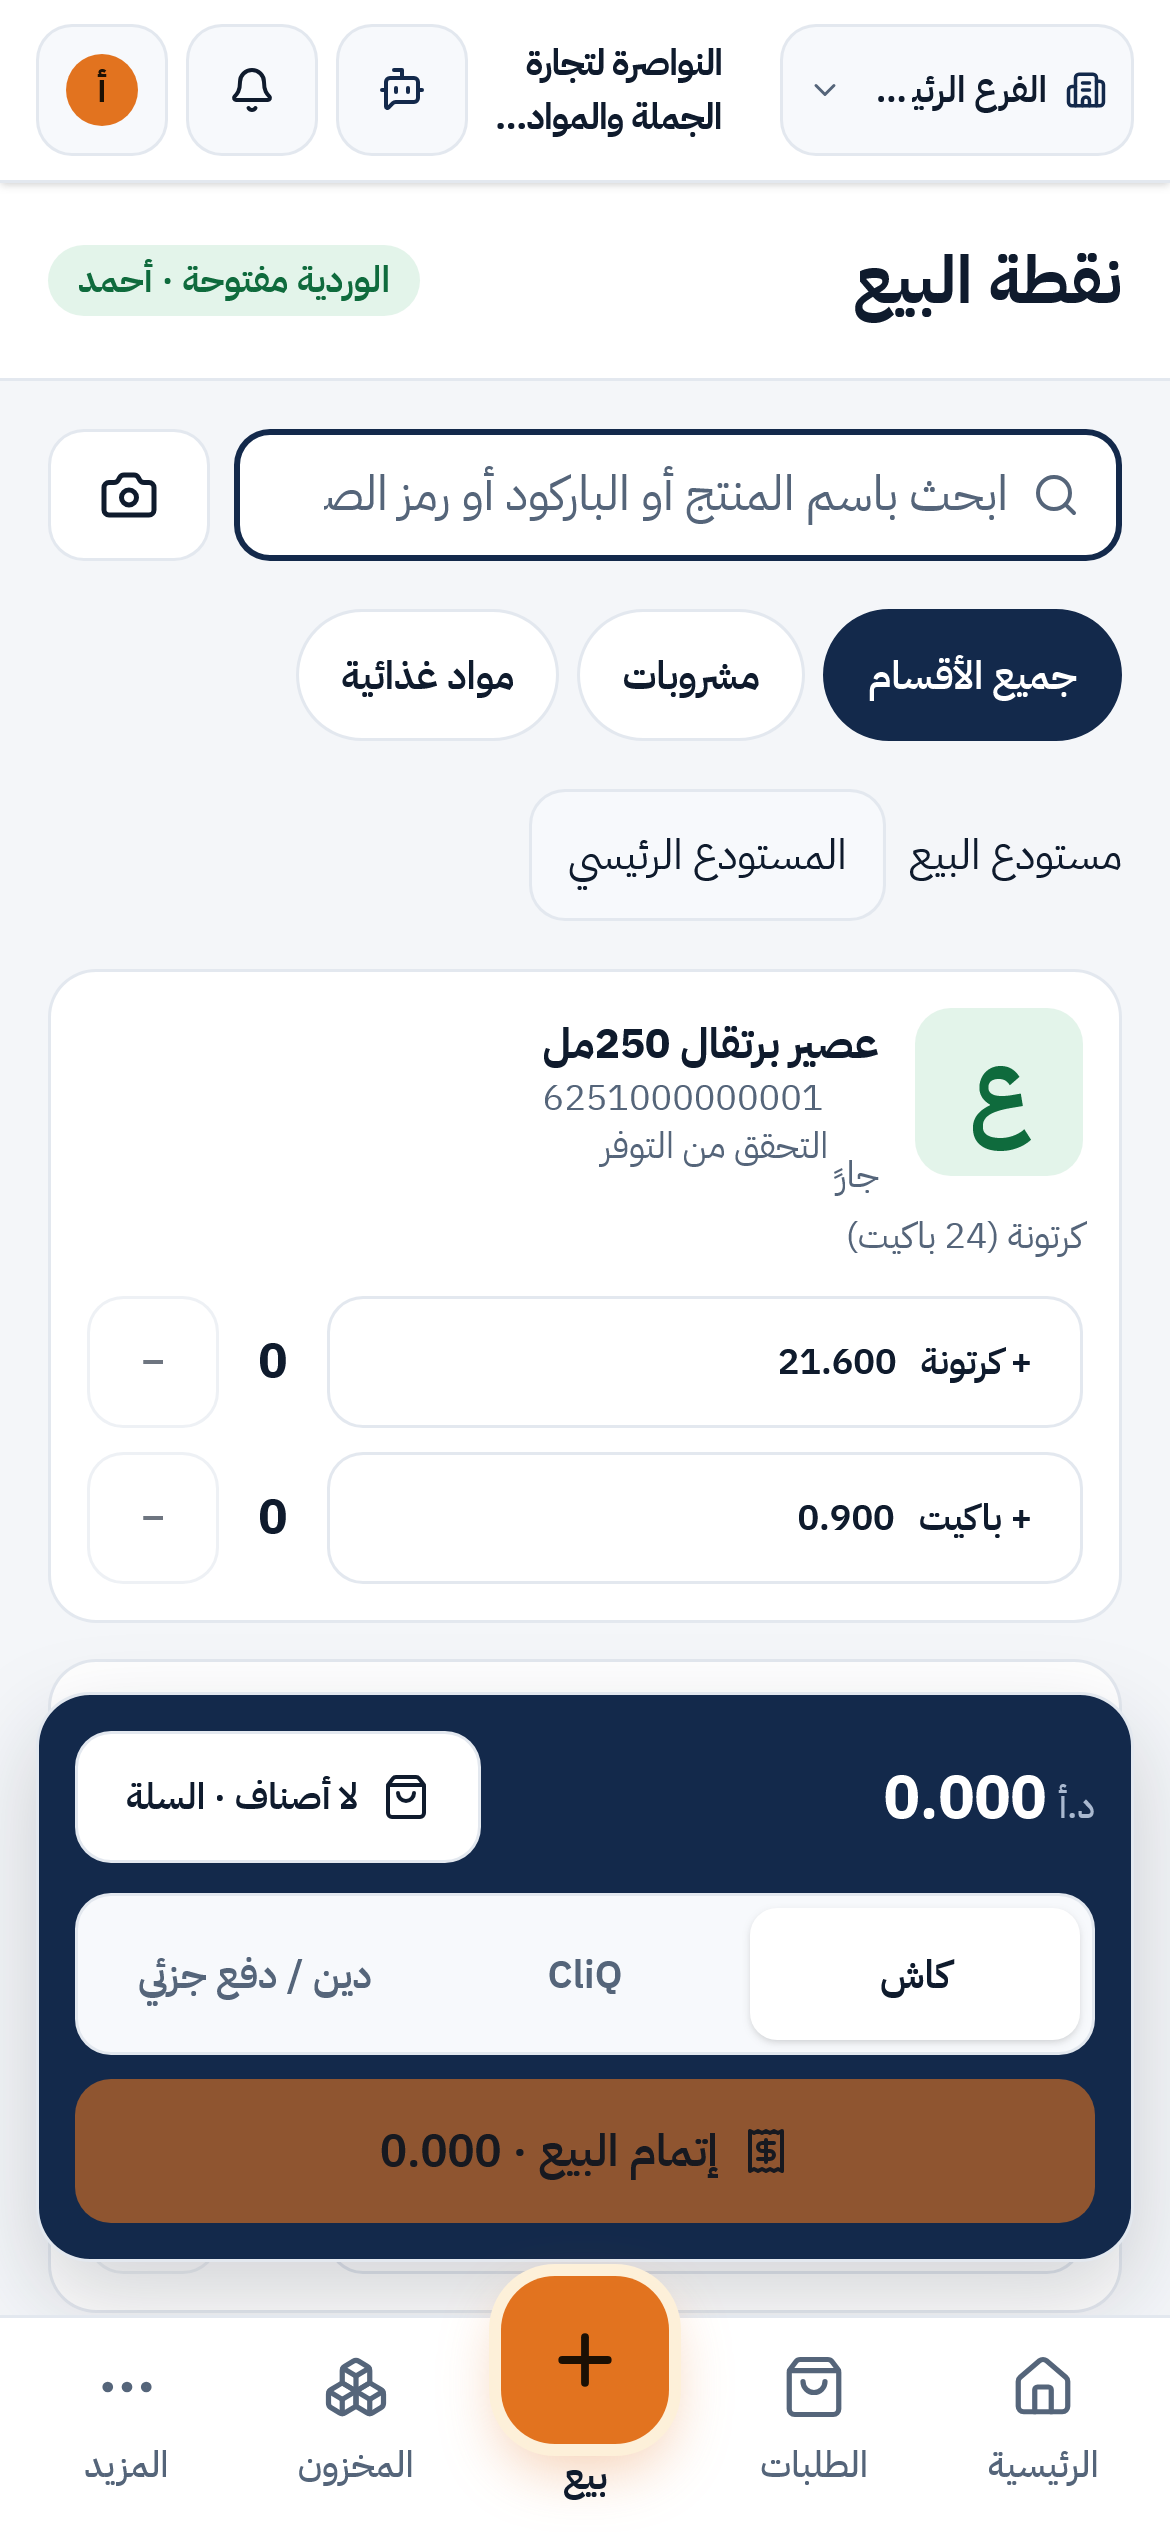 الفرع الرئي...
النواصرة لتجارة
الجملة والمواد...
أ
نقطة البيع
الوردية مفتوحة · أحمد
ابحث باسم المنتج أو الباركود أو رمز الص
جميع الأقسام
مشروبات
مواد غذائية
مستودع البيع
المستودع الرئيسي
ع
عصير برتقال 250مل
6251000000001
جارٍ التحقق من التوفر
كرتونة (24 باكيت)
+ كرتونة 21.600
0
−
+ باكيت 0.900
0
−
د.أ 0.000
لا أصناف · السلة
كاش
CliQ
دين / دفع جزئي
إتمام البيع · 0.000
الرئيسية
الطلبات
بيع
المخزون
المزيد